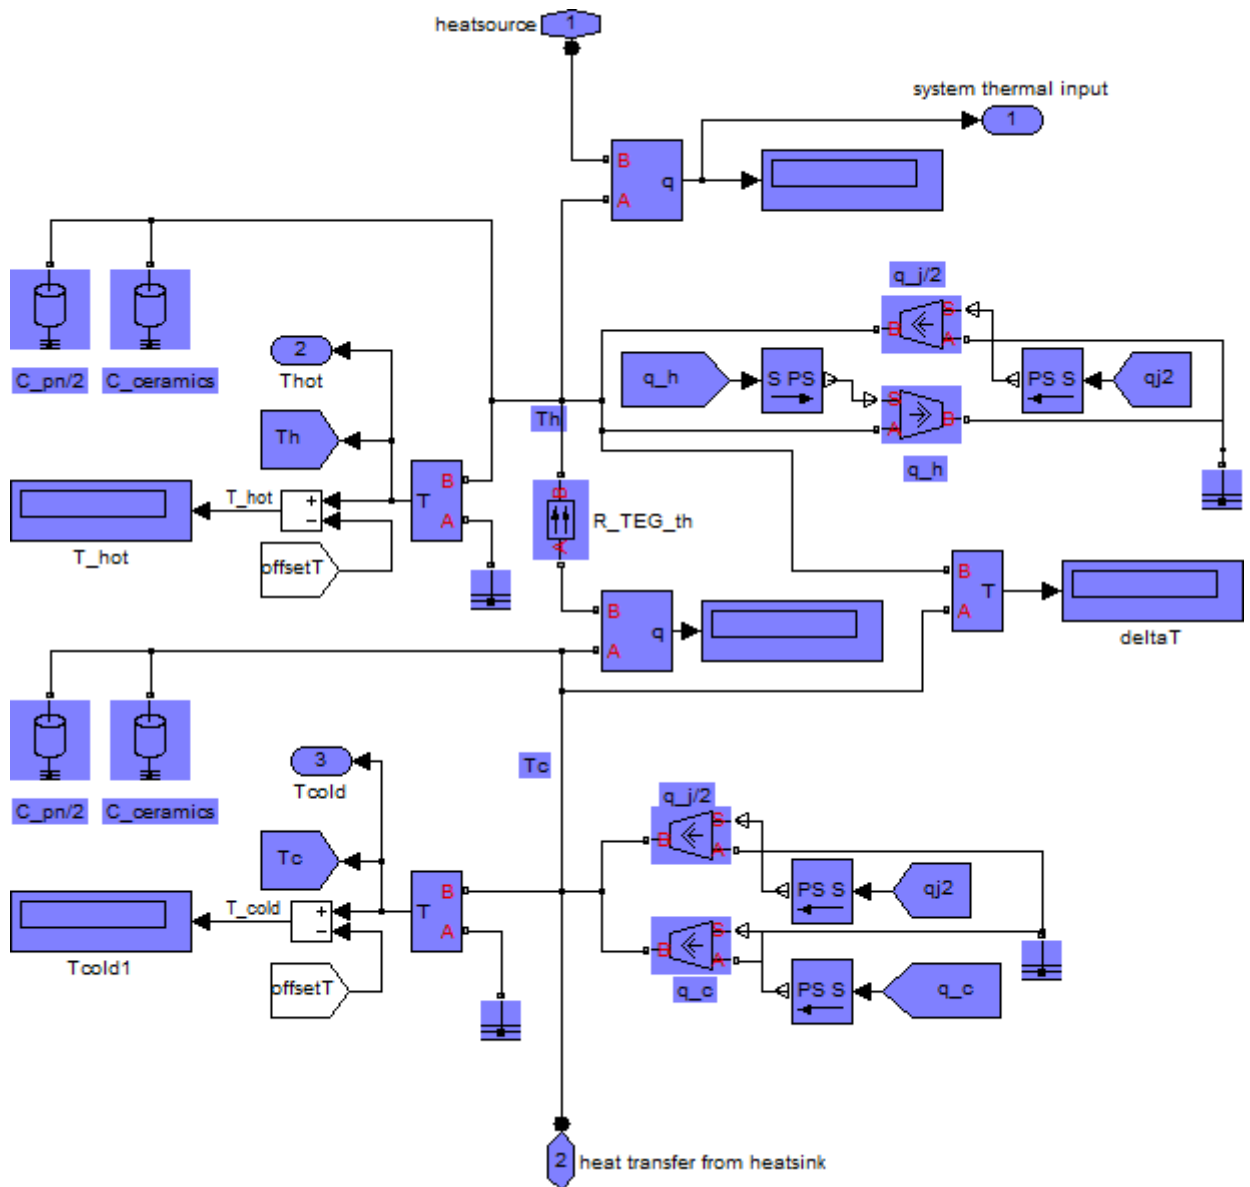 heatsource 1
system thermal input
1
B
q
A
q_j/2
S
B
A
C_pn/2 C_ceramics
2
Thot
q_h
S PS
PS S
qj2
S
A
B
q_h
Th
Th
B
T
A
T_hot
+
−
T_hot
offsetT
B
R_TEG_th
A
B
T
A
deltaT
B
q
A
C_pn/2 C_ceramics
3
Tcold
Tc
q_j/2
S
B
A
Tc
PS S
qj2
B
T
A
T_cold
+
−
Tcold1
offsetT
S
B
A
q_c
PS S
q_c
2 heat transfer from heatsink